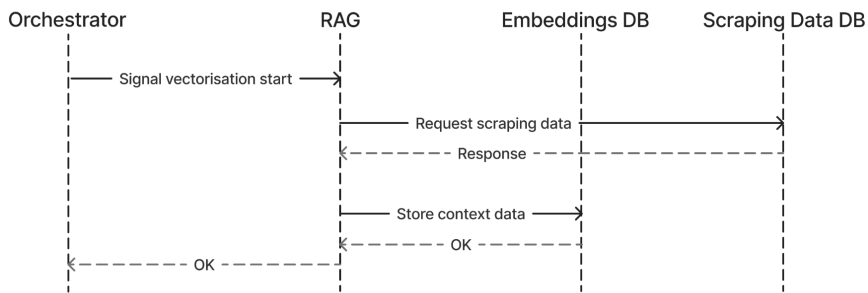 Orchestrator
RAG
Embeddings DB
Scraping Data DB
Signal vectorisation start
Request scraping data
Response
Store context data
OK
OK